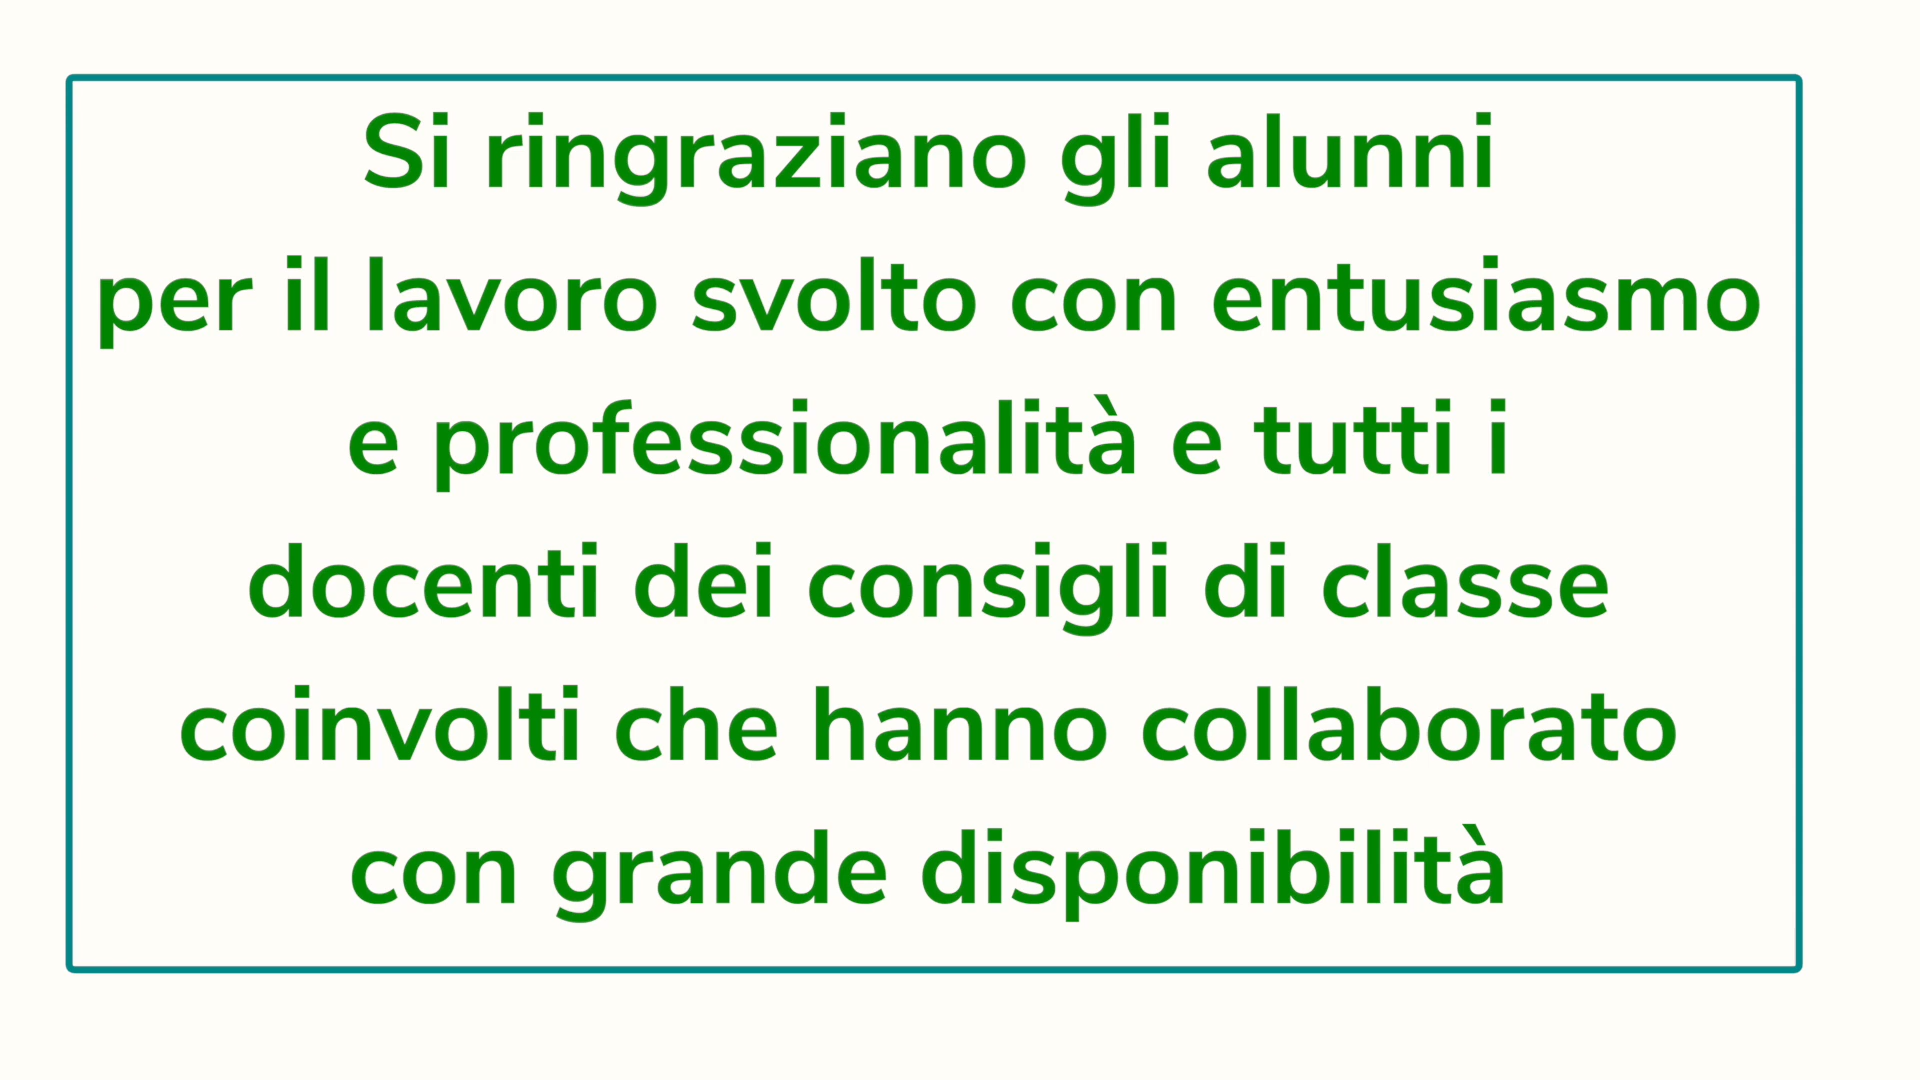 Si ringraziano gli alunni
per il lavoro svolto con entusiasmo
e professionalità e tutti i
docenti dei consigli di classe
coinvolti che hanno collaborato
con grande disponibilità